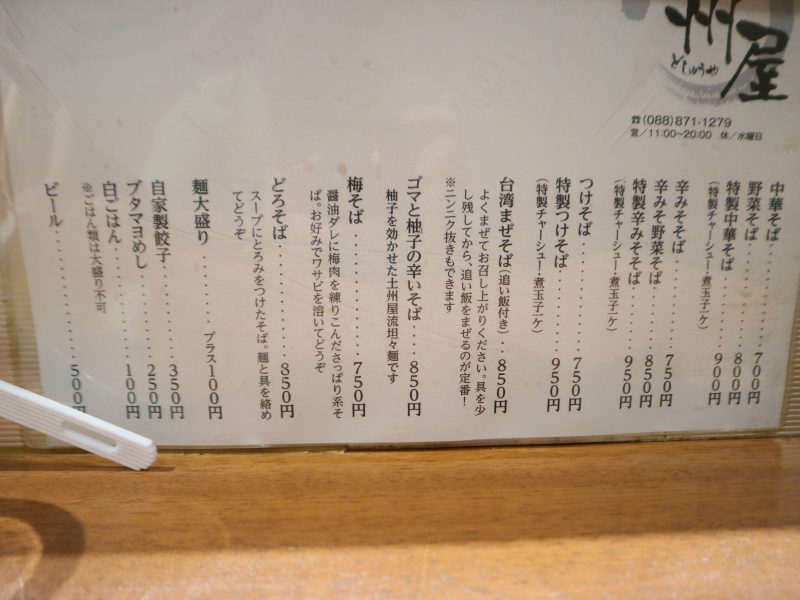 州屋
どしゅうや
☎(088)871-1279
営／11:00~20:00 休／水曜日
中華そば‥‥‥‥‥700円
野菜そば‥‥‥‥‥800円
特製中華そば‥‥‥900円
(特製チャーシュー・煮玉子一ケ)
辛みそそば‥‥‥‥750円
辛みそ野菜そば‥‥850円
特製辛みそそば‥‥950円
(特製チャーシュー・煮玉子一ケ)
つけそば‥‥‥‥‥750円
特製つけそば‥‥‥950円
(特製チャーシュー・煮玉子一ケ)
台湾まぜそば(追い飯付き)‥850円
よくまぜてお召し上がりください。具を少
し残してから、追い飯をまぜるのが定番！
※ニンニク抜きもできます
ゴマと柚子の辛いそば‥850円
柚子を効かせた土州屋流坦々麺です
梅そば‥‥‥‥‥‥750円
醤油ダレに梅肉を練りこんださっぱり系そ
ば。お好みでワサビを溶いてどうぞ
どろそば‥‥‥‥‥850円
スープにとろみをつけたそば。麺と具を絡め
てどうぞ
麺大盛り‥‥‥プラス100円
自家製餃子‥‥‥‥350円
ブタマヨめし‥‥‥250円
白ごはん‥‥‥‥‥100円
※ごはん類は大盛り不可
ビール‥‥‥‥‥‥500円